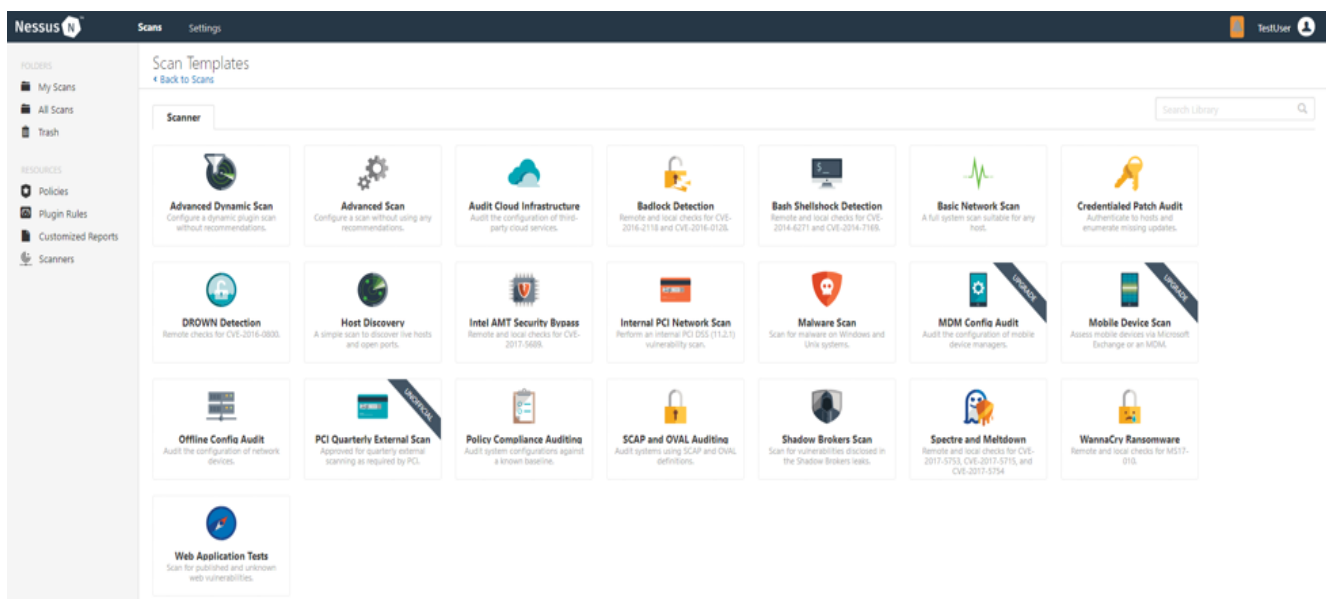 Nessus N
Scans Settings
TestUser
FOLDERS
My Scans
All Scans
Trash
RESOURCES
Policies
Plugin Rules
Customized Reports
Scanners
Scan Templates
Back to Scans
Scanner
Search Library
Advanced Dynamic Scan
Configure a dynamic plugin scan
without recommendations.
Advanced Scan
Configure a scan without using any
recommendations.
Audit Cloud Infrastructure
Audit the configuration of third-
party cloud services.
Badlock Detection
Remote and local checks for CVE-
2016-2118 and CVE-2016-0128.
Bash Shellshock Detection
Remote and local checks for CVE-
2014-6271 and CVE-2014-7169.
Basic Network Scan
A full system scan suitable for any
host.
Credentialed Patch Audit
Authenticate to hosts and
enumerate missing updates.
DROWN Detection
Remote checks for CVE-2016-0800.
Host Discovery
A simple scan to discover live hosts
and open ports.
Intel AMT Security Bypass
Remote and local checks for CVE-
2017-5689.
Internal PCI Network Scan
Perform an internal PCI DSS (11.2.1)
vulnerability scan.
Malware Scan
Scan for malware on Windows and
Unix systems.
UPGRADE
MDM Config Audit
Audit the configuration of mobile
device managers.
UPGRADE
Mobile Device Scan
Assess mobile devices via Microsoft
Exchange or an MDM.
Offline Config Audit
Audit the configuration of network
devices.
UNOFFICIAL
PCI Quarterly External Scan
Approved for quarterly external
scanning as required by PCI.
Policy Compliance Auditing
Audit system configurations against
a known baseline.
SCAP and OVAL Auditing
Audit systems using SCAP and OVAL
definitions.
Shadow Brokers Scan
Scan for vulnerabilities disclosed in
the Shadow Brokers leaks.
Spectre and Meltdown
Remote and local checks for CVE-
2017-5753, CVE-2017-5715, and
CVE-2017-5754
WannaCry Ransomware
Remote and local checks for MS17-
010.
Web Application Tests
Scan for published and unknown
web vulnerabilities.